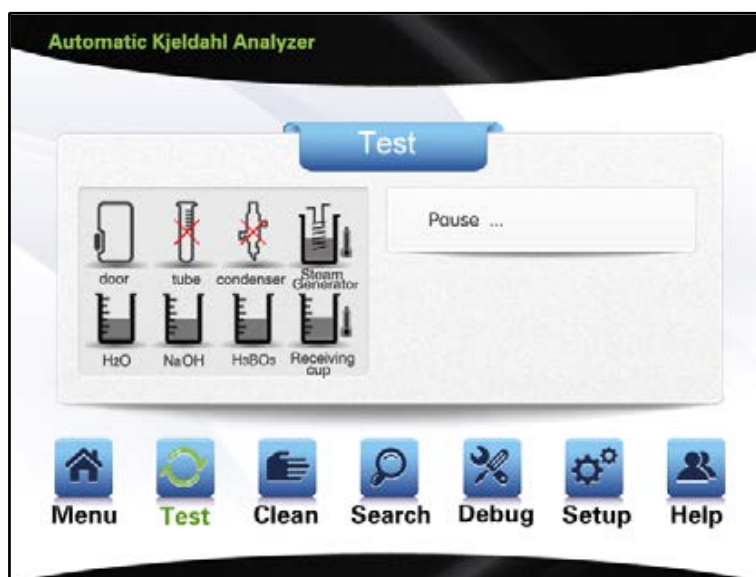 Automatic Kjeldahl Analyzer
Test
Pause ...
door
tube
condenser
Steam
Generator
H2O
NaOH
H3BO3
Receiving
cup
Menu
Test
Clean
Search
Debug
Setup
Help